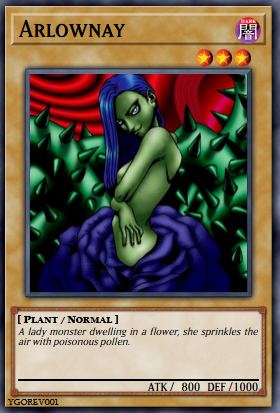 Arlownay
DARK
闇
[ Plant / Normal ]
A lady monster dwelling in a flower, she sprinkles the
air with poisonous pollen.
ATK / 800 DEF /1000
YGOREV001